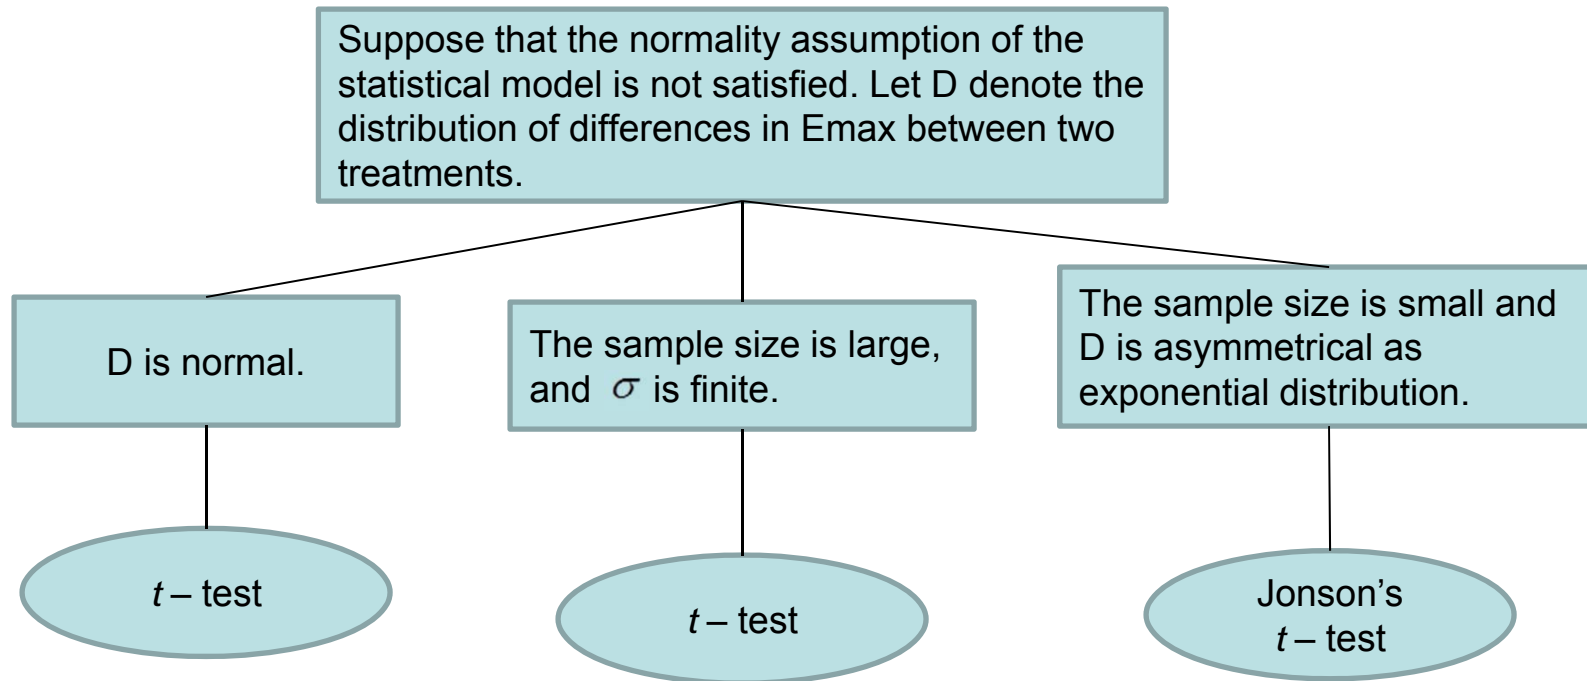 Suppose that the normality assumption of the
statistical model is not satisfied. Let D denote the
distribution of differences in Emax between two
treatments.
D is normal.
The sample size is large,
and σ is finite.
The sample size is small and
D is asymmetrical as
exponential distribution.
t – test
t – test
Jonson's
t – test